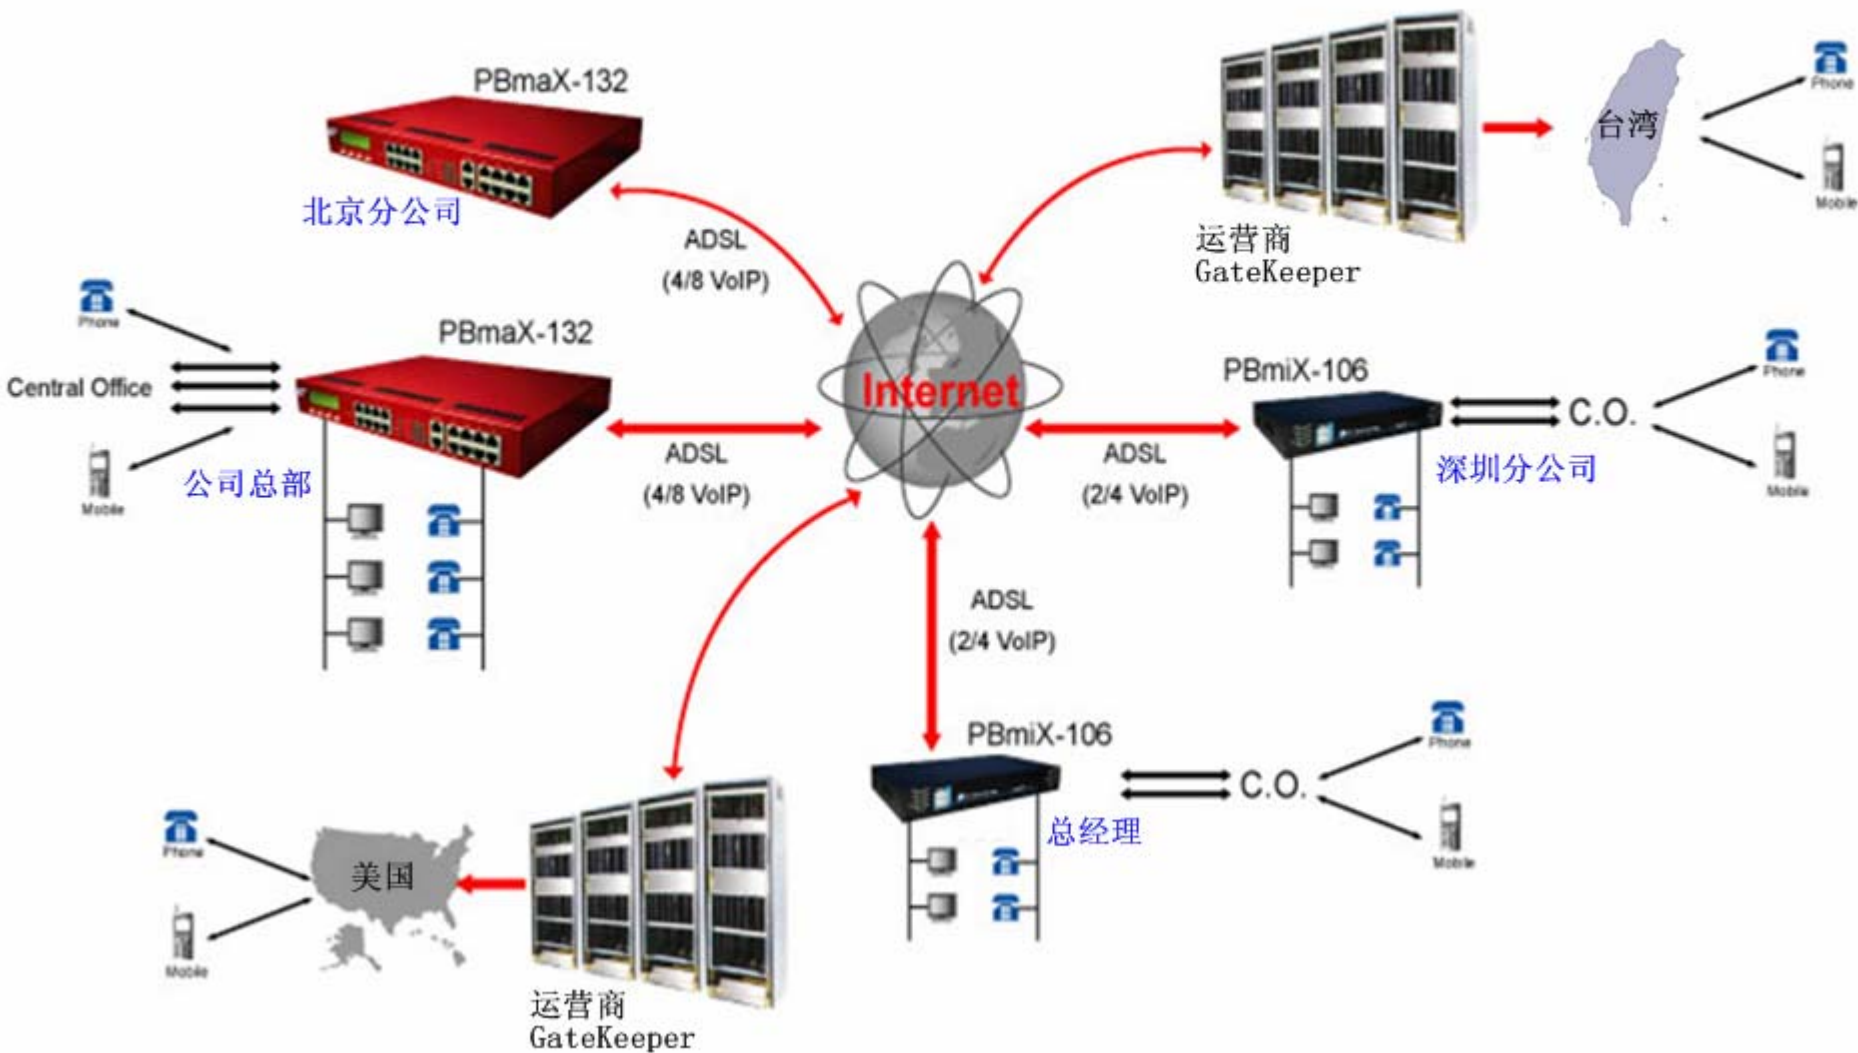 PBmaX-132
北京分公司
ADSL
(4/8 VoIP)
运营商
GateKeeper
台湾
Phone
Mobile
Phone
Central Office
Mobile
PBmaX-132
公司总部
ADSL
(4/8 VoIP)
Internet
ADSL
(2/4 VoIP)
PBmiX-106
深圳分公司
C.O.
Phone
Mobile
ADSL
(2/4 VoIP)
PBmiX-106
总经理
C.O.
Phone
Mobile
Phone
Mobile
美国
运营商
GateKeeper